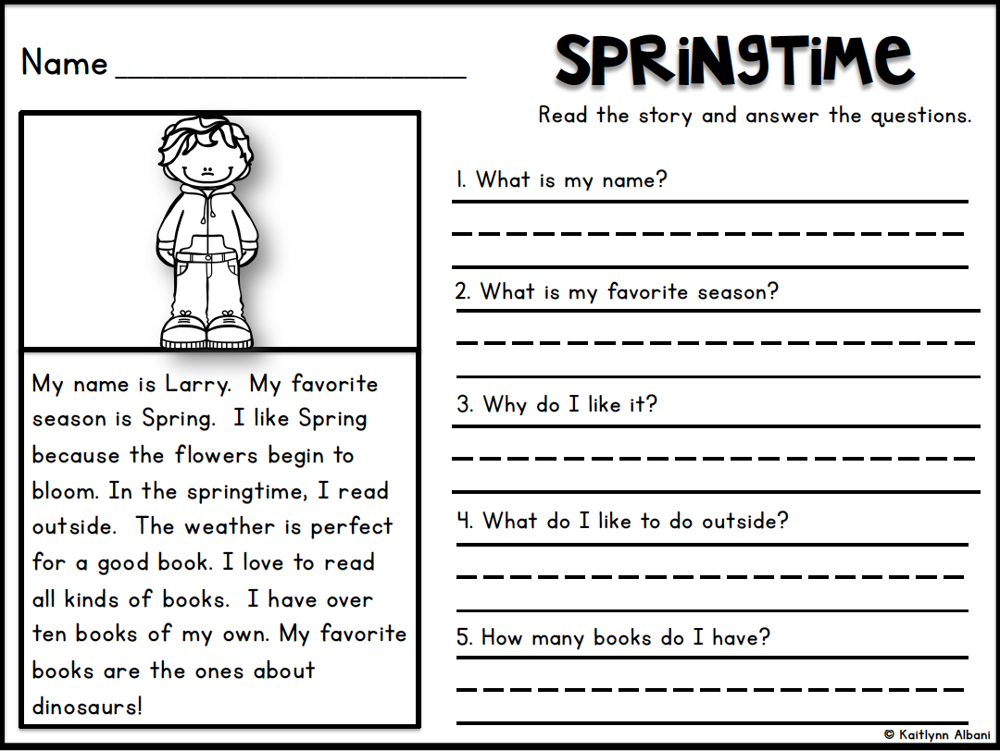 Name ____________________
SPRiNgTiME
Read the story and answer the questions.
My name is Larry.  My favorite
season is Spring.  I like Spring
because the flowers begin to
bloom. In the springtime, I read
outside.  The weather is perfect
for a good book. I love to read
all kinds of books.  I have over
ten books of my own. My favorite
books are the ones about
dinosaurs!
1. What is my name?
2. What is my favorite season?
3. Why do I like it?
4. What do I like to do outside?
5. How many books do I have?
© Kaitlynn Albani